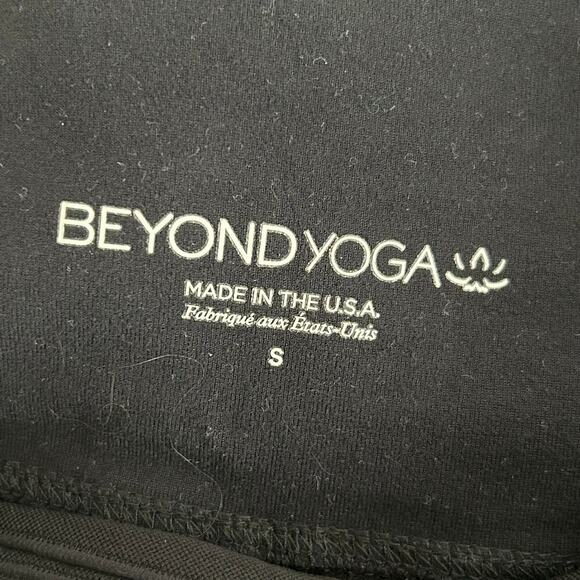 BEYOND YOGA
MADE IN THE U.S.A.
Fabriqué aux États-Unis
S